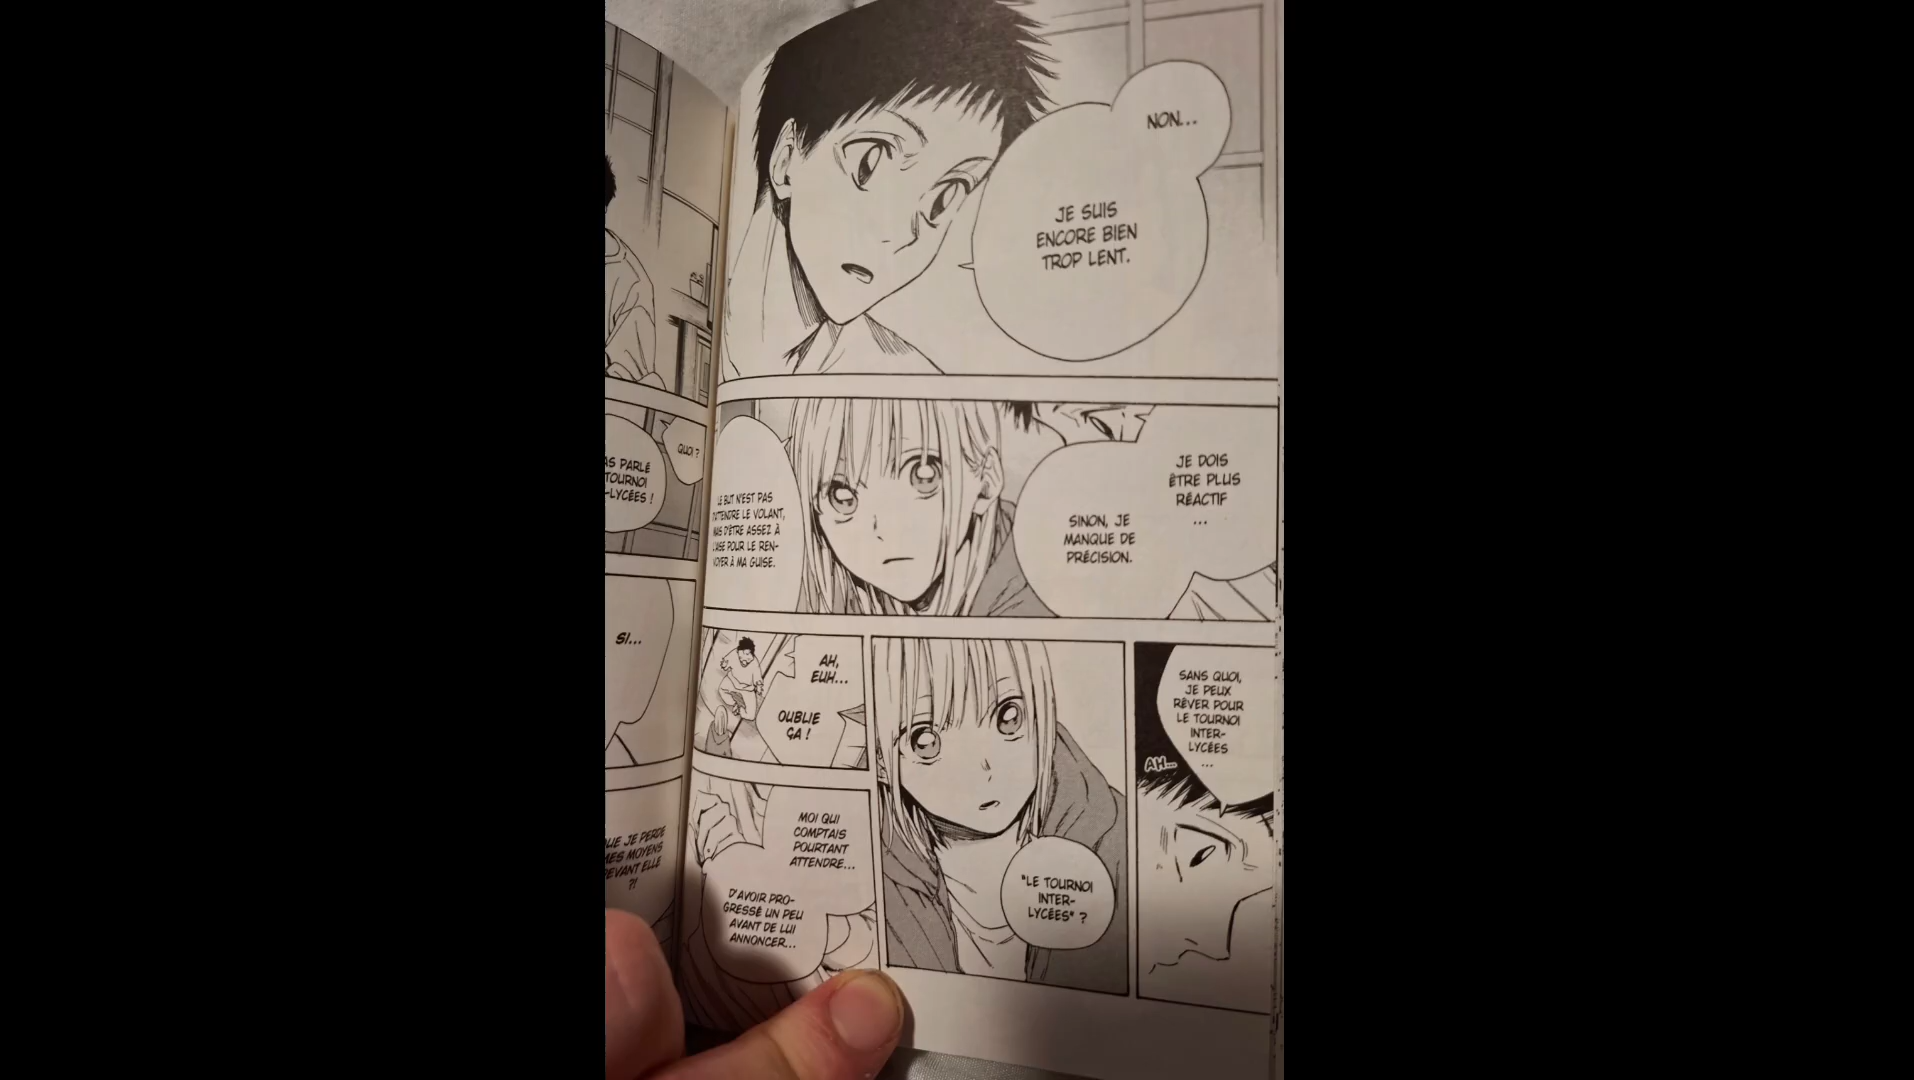 NON...
JE SUIS
ENCORE BIEN
TROP LENT.
JE DOIS
ÊTRE PLUS
RÉACTIF
...
SINON, JE
MANQUE DE
PRÉCISION.
LE BUT N'EST PAS
D'ATTENDRE LE VOLANT,
MAIS D'ÊTRE ASSEZ À
L'AISE POUR LE REN-
VOYER À MA GUISE.
SANS QUOI,
JE PEUX
RÊVER POUR
LE TOURNOI
INTER-
LYCÉES
...
AH...
"LE TOURNOI
INTER-
LYCÉES" ?
AH,
EUH...
OUBLIE
ÇA !
MOI QUI
COMPTAIS
POURTANT
ATTENDRE...
D'AVOIR PRO-
GRESSÉ UN PEU
AVANT DE LUI
ANNONCER...
QUOI ?
PARLÉ
TOURNOI
-LYCÉES !
SI...
JE PERDE
MES MOYENS
DEVANT ELLE
?!